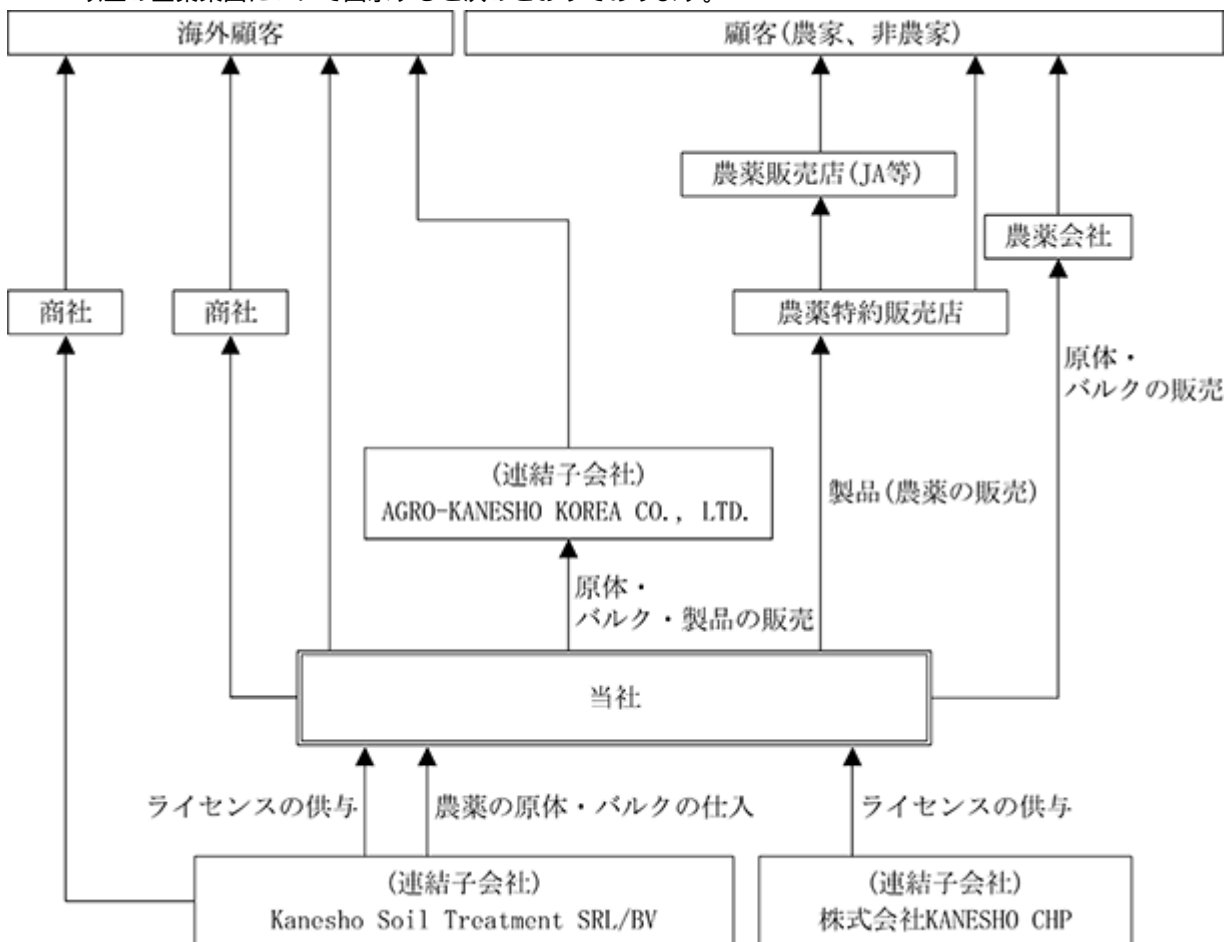 海外顧客
顧客(農家、非農家)
農薬販売店(JA等)
農薬会社
商社
商社
農薬特約販売店
原体・
バルクの販売
(連結子会社)
AGRO-KANESHO KOREA CO., LTD.
製品(農薬の販売)
原体・
バルク・製品の販売
当社
ライセンスの供与
農薬の原体・バルクの仕入
ライセンスの供与
(連結子会社)
Kanesho Soil Treatment SRL/BV
(連結子会社)
株式会社KANESHO CHP